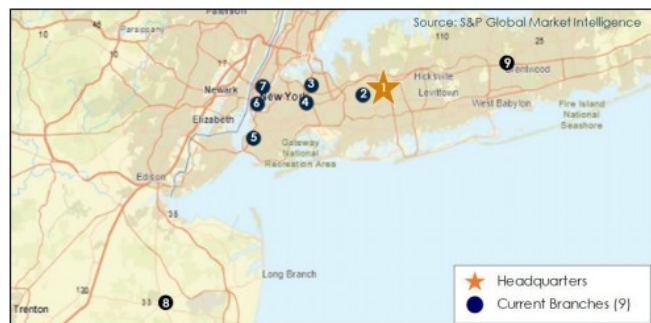 Source: S&P Global Market Intelligence
Paterson
10
Parsippany
110
25
9
Brentwood
7
3
1
Hicksville
Newark
New York
2
Levittown
6
4
West Babylon
Fire Island
National
Seashore
Elizabeth
5
Gateway
National
Recreation Area
Edison
35
Long Branch
Headquarters
130
33
8
Current Branches (9)
Trenton